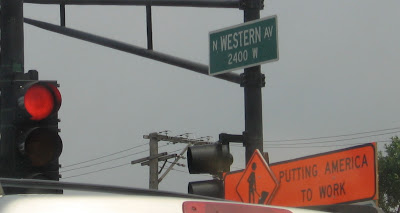 N WESTERN AV
2400 W
PUTTING AMERICA
TO WORK